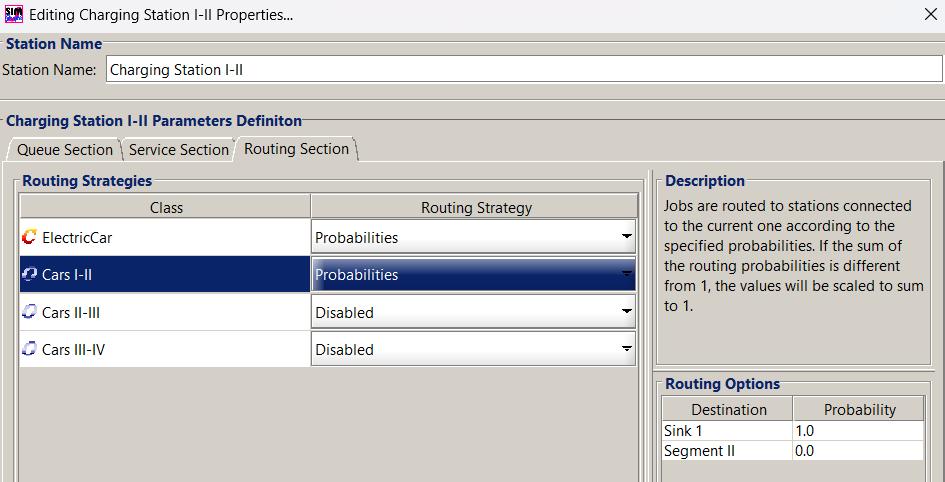 SIM
Editing Charging Station I-II Properties...
Station Name
Station Name: Charging Station I-II
Charging Station I-II Parameters Definiton
Queue Section Service Section Routing Section
Routing Strategies
Class Routing Strategy
ElectricCar Probabilities
Cars I-II Probabilities
Cars II-III Disabled
Cars III-IV Disabled
Description
Jobs are routed to stations connected
to the current one according to the
specified probabilities. If the sum of
the routing probabilities is different
from 1, the values will be scaled to sum
to 1.
Routing Options
Destination Probability
Sink 1 1.0
Segment II 0.0